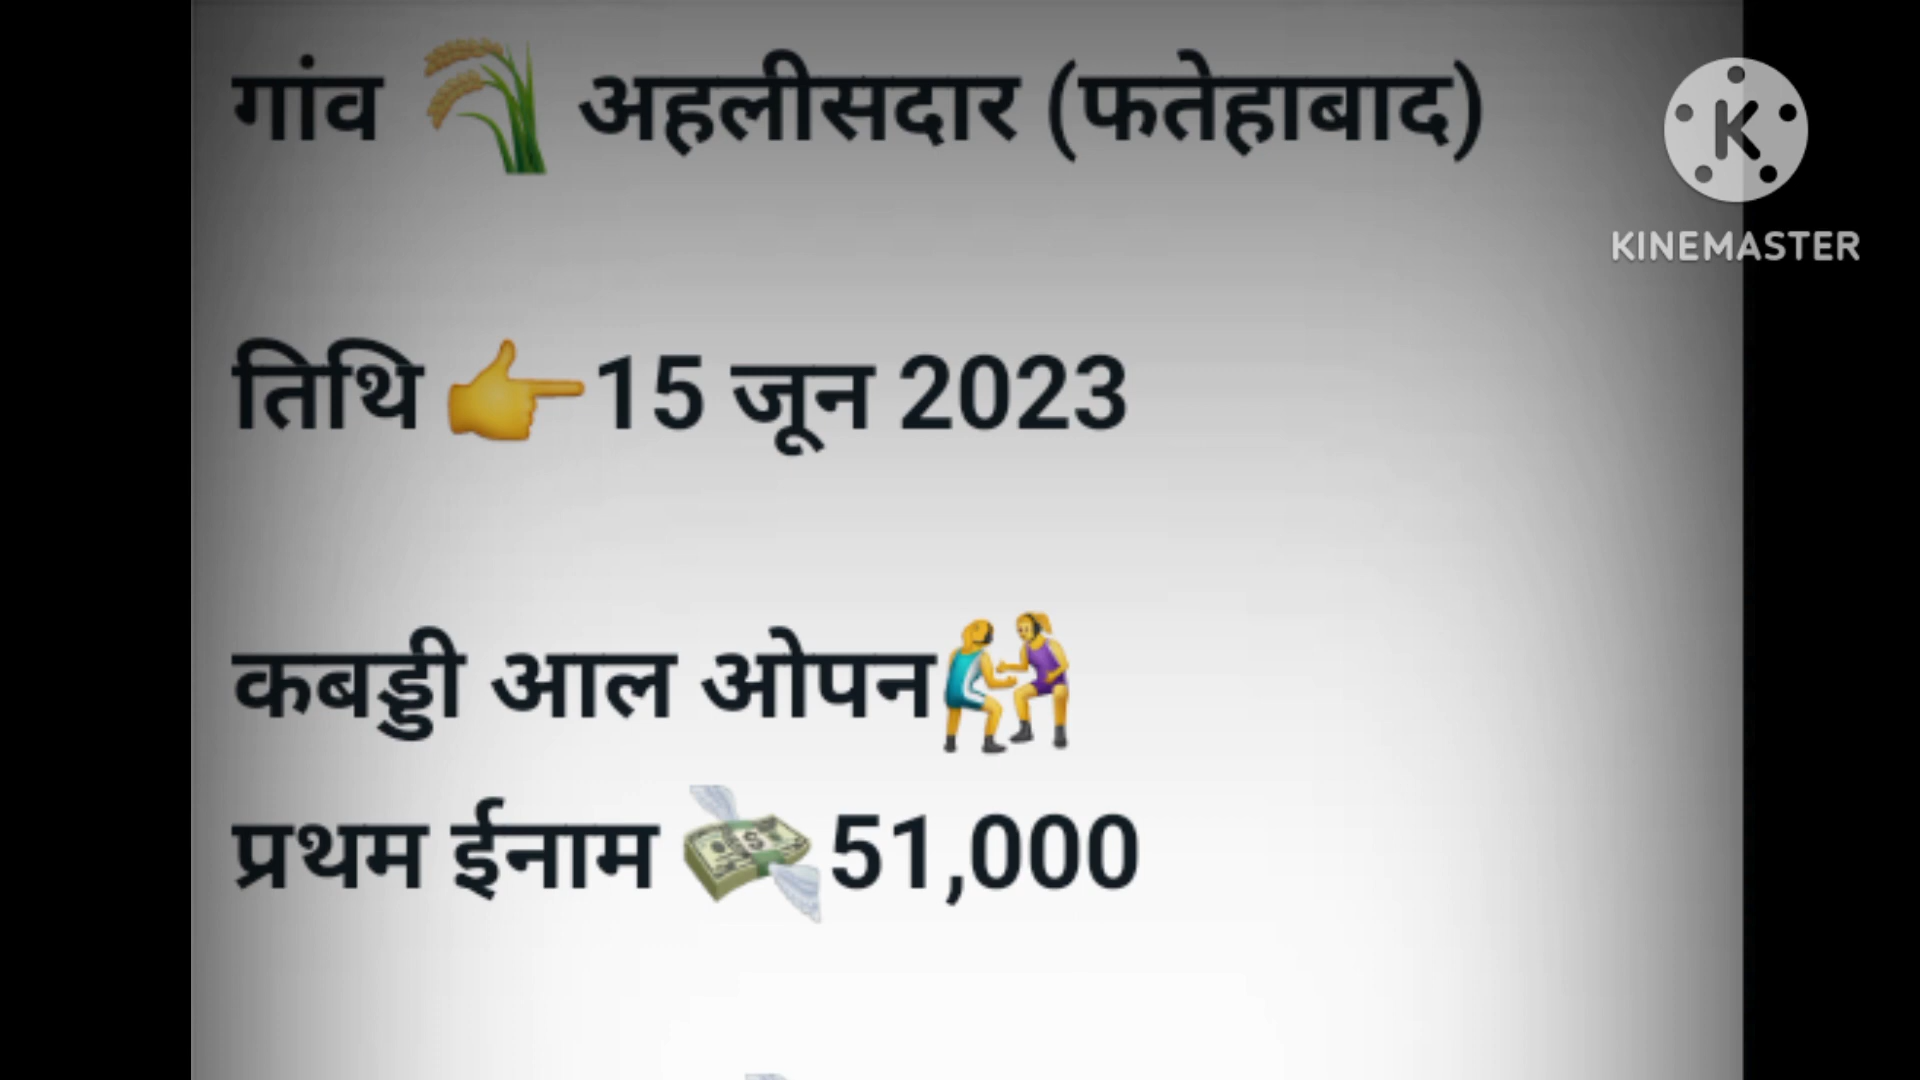 गांव 🌾 अहलीसदार (फतेहाबाद)
KINEMASTER
तिथि 👉15 जून 2023
कबड्डी आल ओपन🤼‍♀️
प्रथम ईनाम 💸51,000